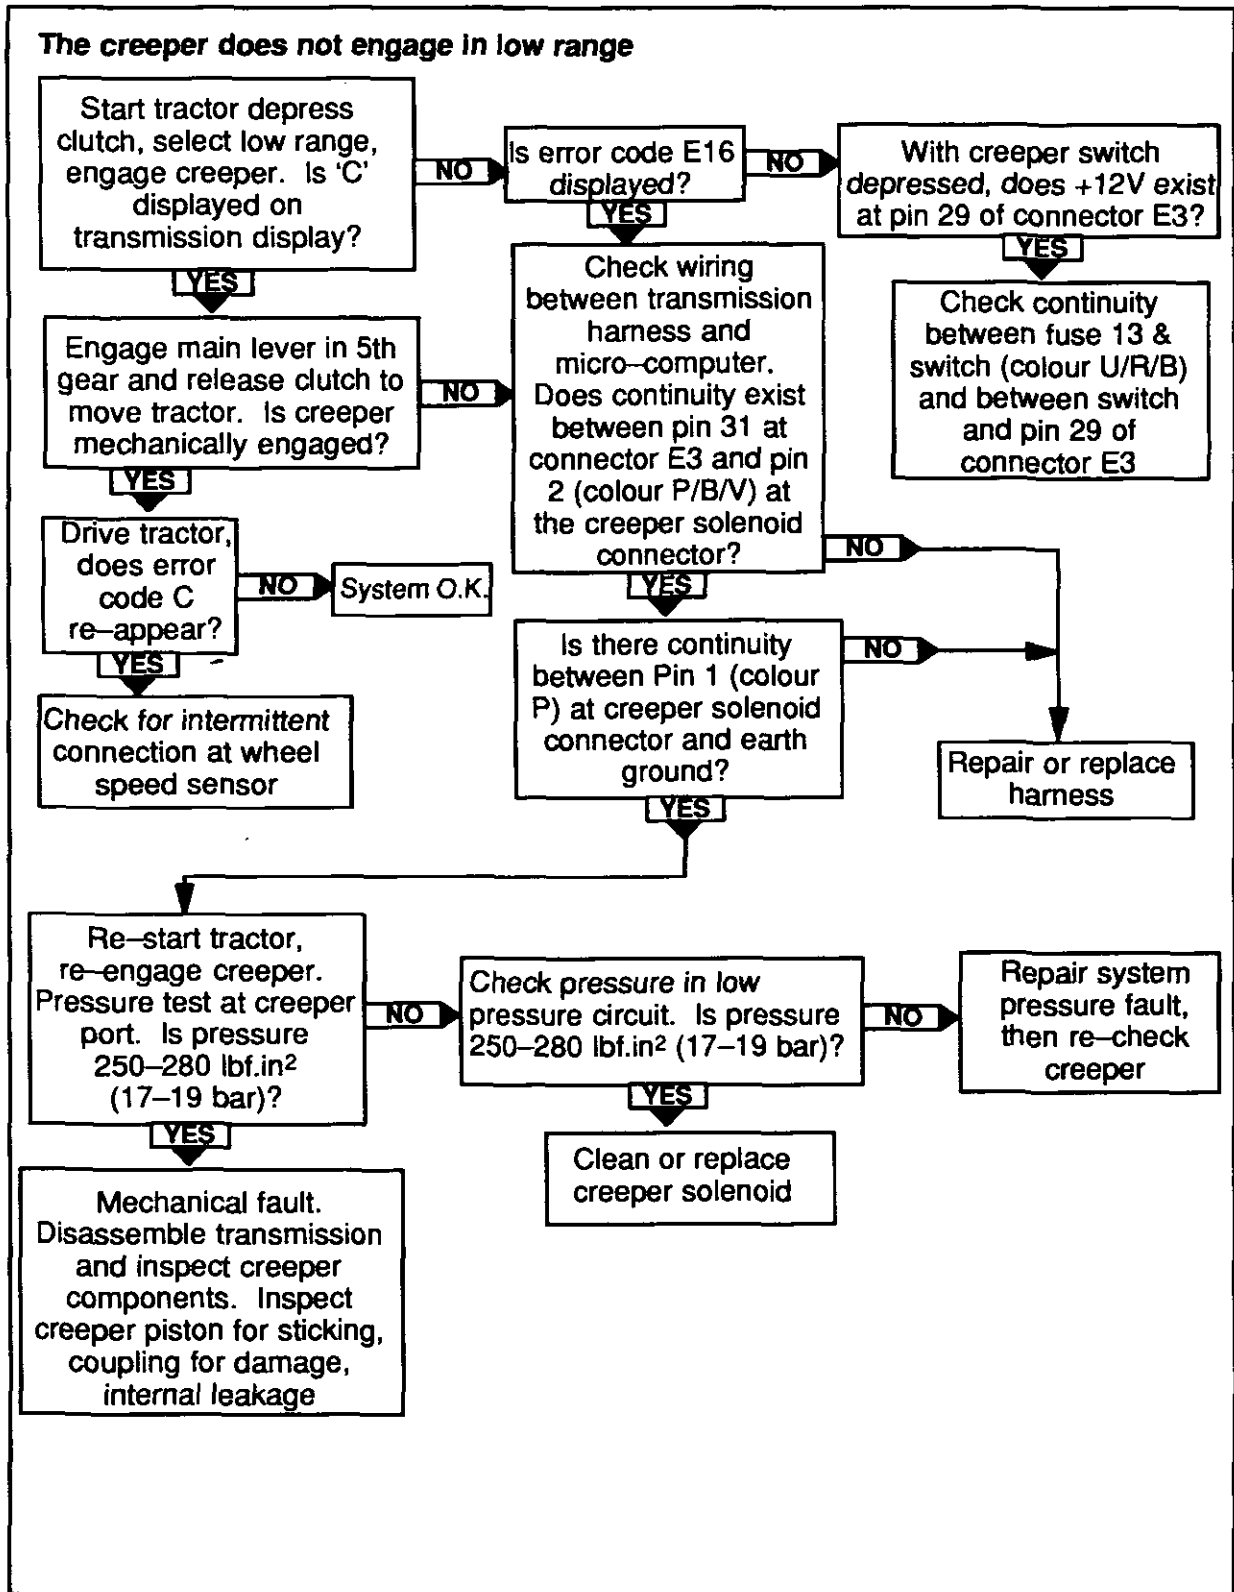 The creeper does not engage in low range
Start tractor depress
clutch, select low range,
engage creeper. Is 'C'
displayed on
transmission display?
NO
Is error code E16
displayed?
NO
With creeper switch
depressed, does +12V exist
at pin 29 of connector E3?
YES
YES
YES
Check continuity
between fuse 13 &
switch (colour U/R/B)
and between switch
and pin 29 of
connector E3
Engage main lever in 5th
gear and release clutch to
move tractor. Is creeper
mechanically engaged?
NO
Check wiring
between transmission
harness and
micro–computer.
Does continuity exist
between pin 31 at
connector E3 and pin
2 (colour P/B/V) at
the creeper solenoid
connector?
NO
YES
YES
Drive tractor,
does error
code C
re–appear?
NO
System O.K.
YES
Check for intermittent
connection at wheel
speed sensor
Is there continuity
between Pin 1 (colour
P) at creeper solenoid
connector and earth
ground?
NO
Repair or replace
harness
YES
Re–start tractor,
re–engage creeper.
Pressure test at creeper
port. Is pressure
250–280 lbf.in²
(17–19 bar)?
NO
Check pressure in low
pressure circuit. Is pressure
250–280 lbf.in² (17–19 bar)?
NO
Repair system
pressure fault,
then re–check
creeper
YES
YES
Clean or replace
creeper solenoid
Mechanical fault.
Disassemble transmission
and inspect creeper
components. Inspect
creeper piston for sticking,
coupling for damage,
internal leakage